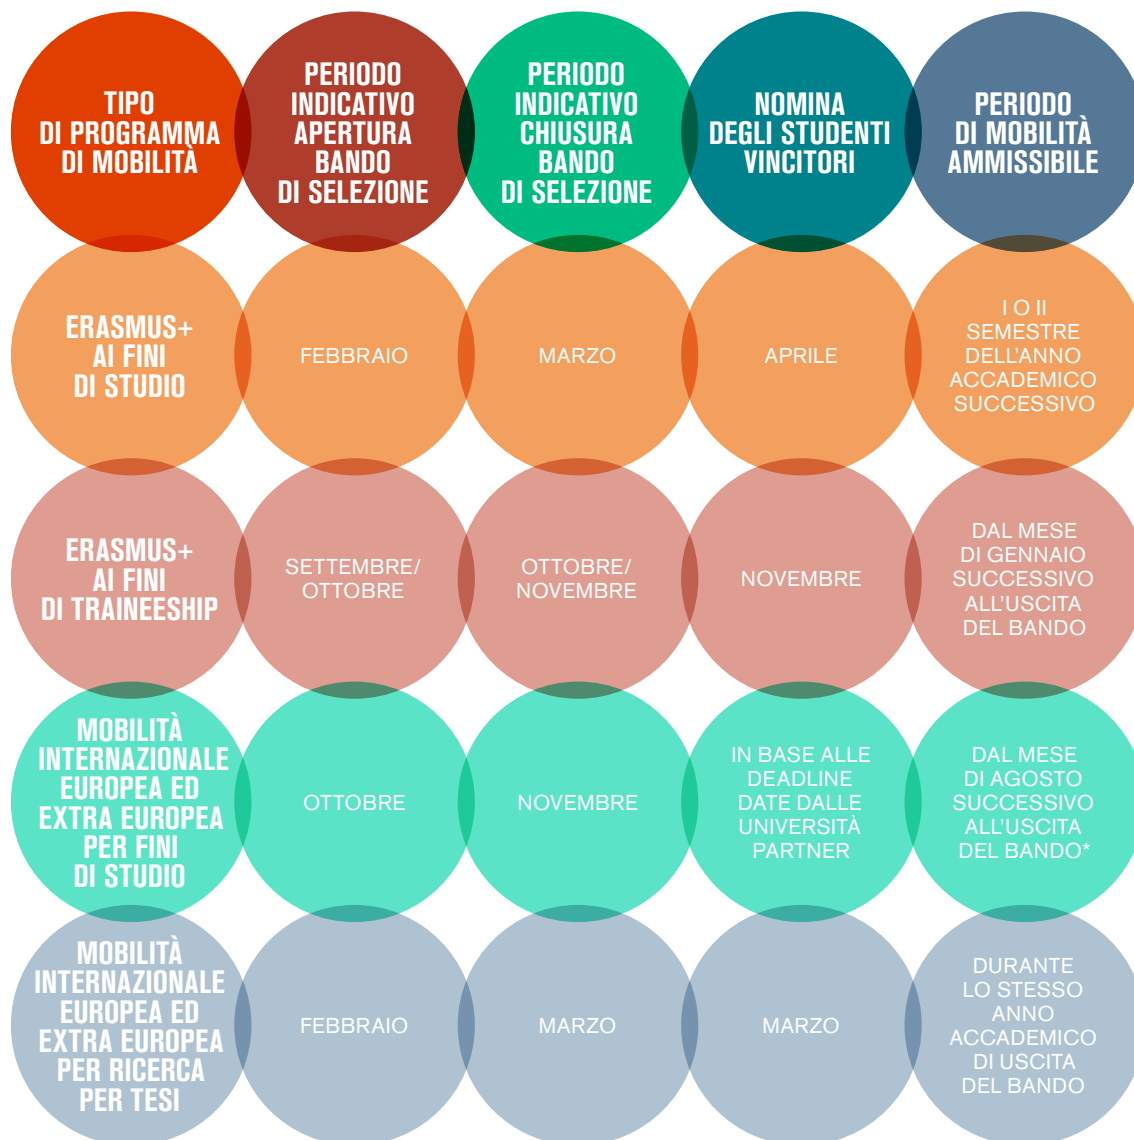 TIPO
DI PROGRAMMA
DI MOBILITÀ
PERIODO
INDICATIVO
APERTURA
BANDO
DI SELEZIONE
PERIODO
INDICATIVO
CHIUSURA
BANDO
DI SELEZIONE
NOMINA
DEGLI STUDENTI
VINCITORI
PERIODO
DI MOBILITÀ
AMMISSIBILE
ERASMUS+
AI FINI
DI STUDIO
FEBBRAIO
MARZO
APRILE
I O II
SEMESTRE
DELL'ANNO
ACCADEMICO
SUCCESSIVO
ERASMUS+
AI FINI
DI TRAINEESHIP
SETTEMBRE/
OTTOBRE
OTTOBRE/
NOVEMBRE
NOVEMBRE
DAL MESE
DI GENNAIO
SUCCESSIVO
ALL'USCITA
DEL BANDO
MOBILITÀ
INTERNAZIONALE
EUROPEA ED
EXTRA EUROPEA
PER FINI
DI STUDIO
OTTOBRE
NOVEMBRE
IN BASE ALLE
DEADLINE
DATE DALLE
UNIVERSITÀ
PARTNER
DAL MESE
DI AGOSTO
SUCCESSIVO
ALL'USCITA
DEL BANDO*
MOBILITÀ
INTERNAZIONALE
EUROPEA ED
EXTRA EUROPEA
PER RICERCA
PER TESI
FEBBRAIO
MARZO
MARZO
DURANTE
LO STESSO
ANNO
ACCADEMICO
DI USCITA
DEL BANDO